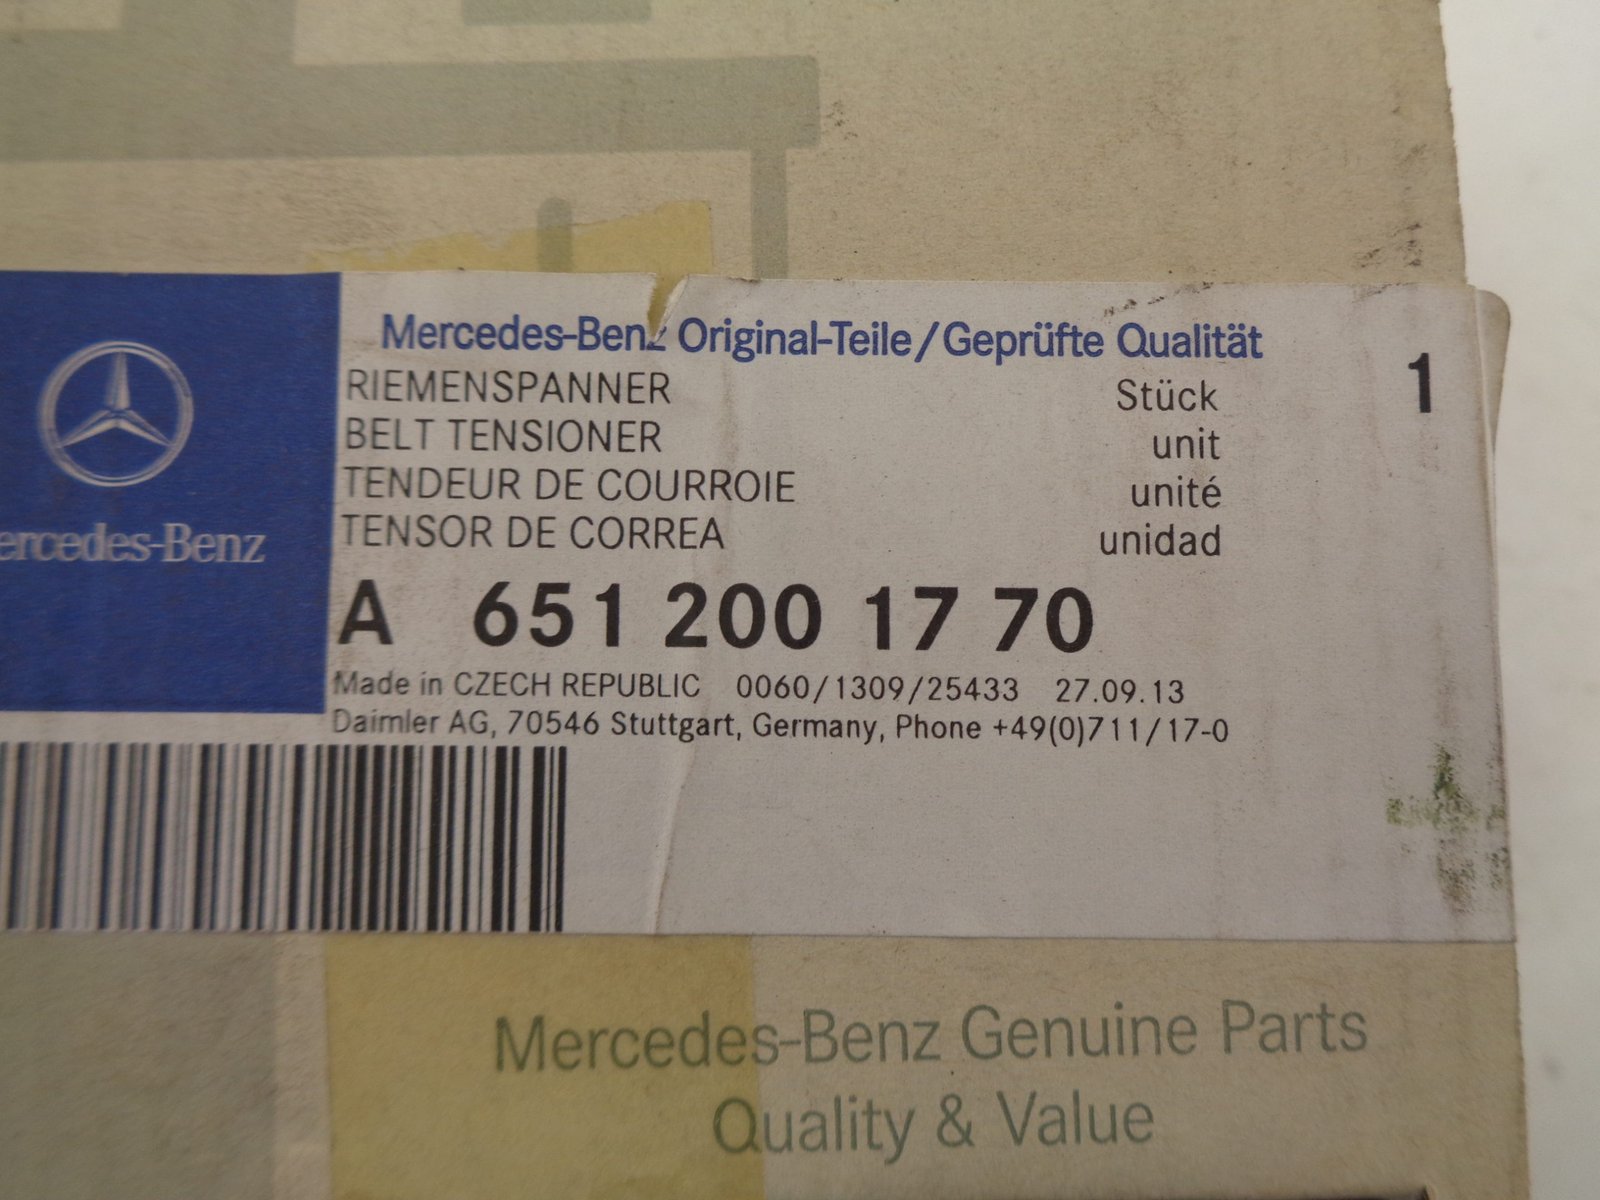 Mercedes-Benz Original-Teile/Geprüfte Qualität
RIEMENSPANNER Stück 1
BELT TENSIONER unit
TENDEUR DE COURROIE unité
TENSOR DE CORREA unidad
ercedes-Benz
A 651 200 17 70
Made in CZECH REPUBLIC 0060/1309/25433 27.09.13
Daimler AG, 70546 Stuttgart, Germany, Phone +49(0)711/17-0
Mercedes-Benz Genuine Parts
Quality & Value